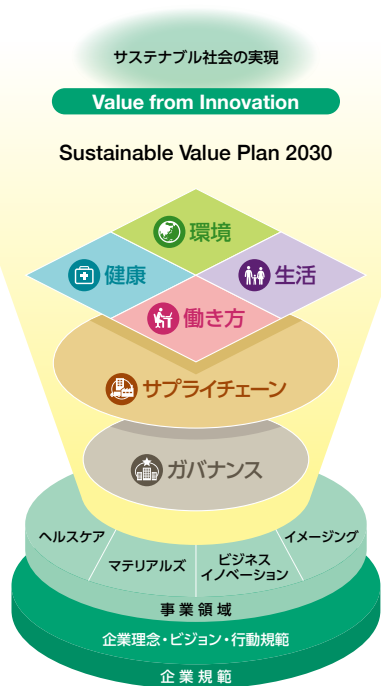 サステナブル社会の実現
Value from Innovation
Sustainable Value Plan 2030
環境
健康
生活
働き方
サプライチェーン
ガバナンス
ヘルスケア
マテリアルズ
ビジネス
イノベーション
イメージング
事業領域
企業理念・ビジョン・行動規範
企業規範